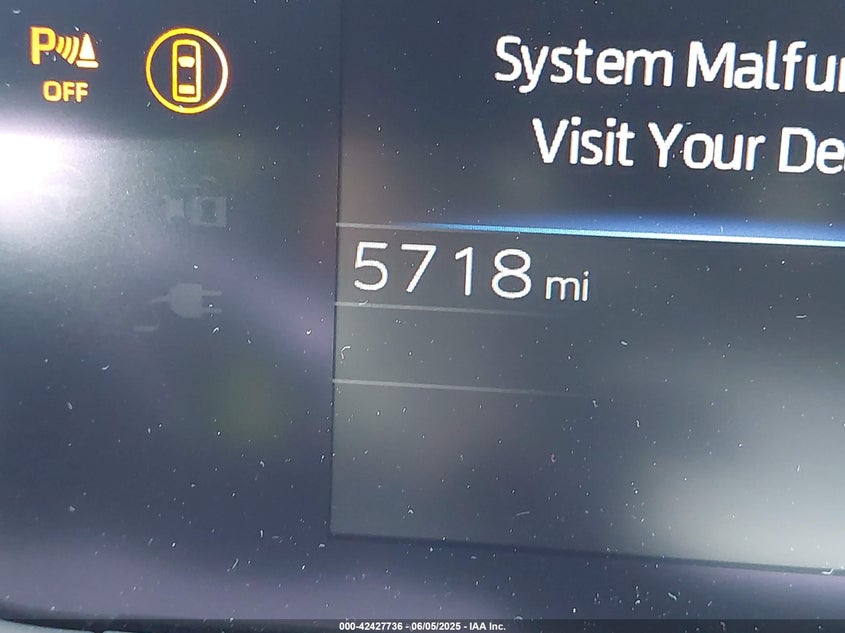 P
OFF
System Malfu
Visit Your De
5718 mi
000-42427736 - 06/05/2025 - IAA Inc.